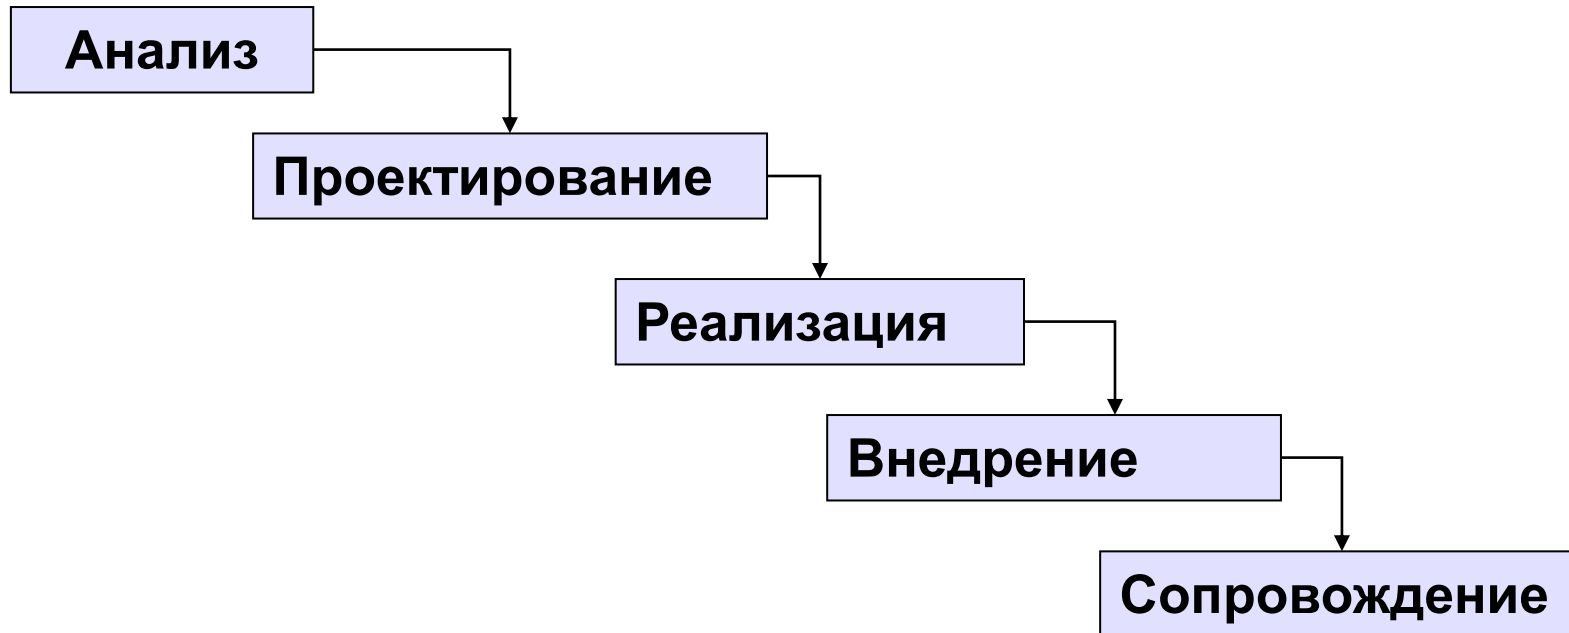 Анализ
Проектирование
Реализация
Внедрение
Сопровождение